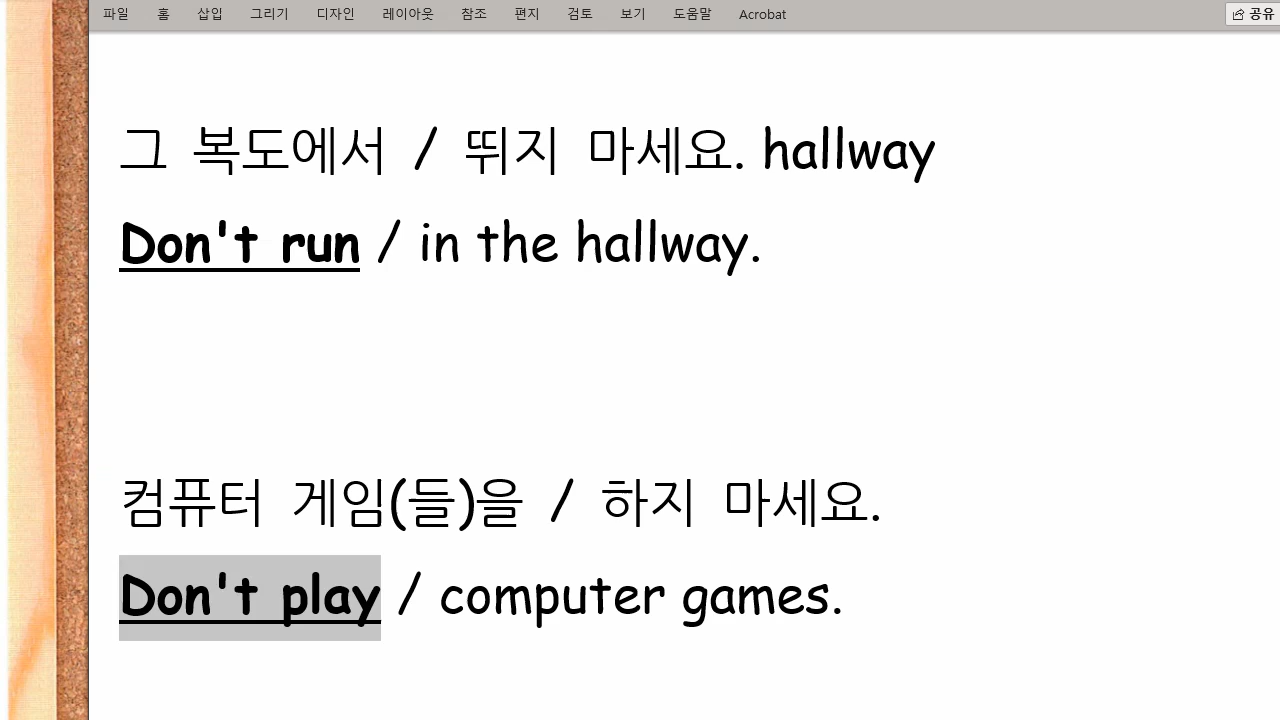 파일 홈 삽입 그리기 디자인 레이아웃 참조 편지 검토 보기 도움말 Acrobat 공유
그 복도에서 / 뛰지 마세요. hallway
Don't run / in the hallway.
컴퓨터 게임(들)을 / 하지 마세요.
Don't play / computer games.